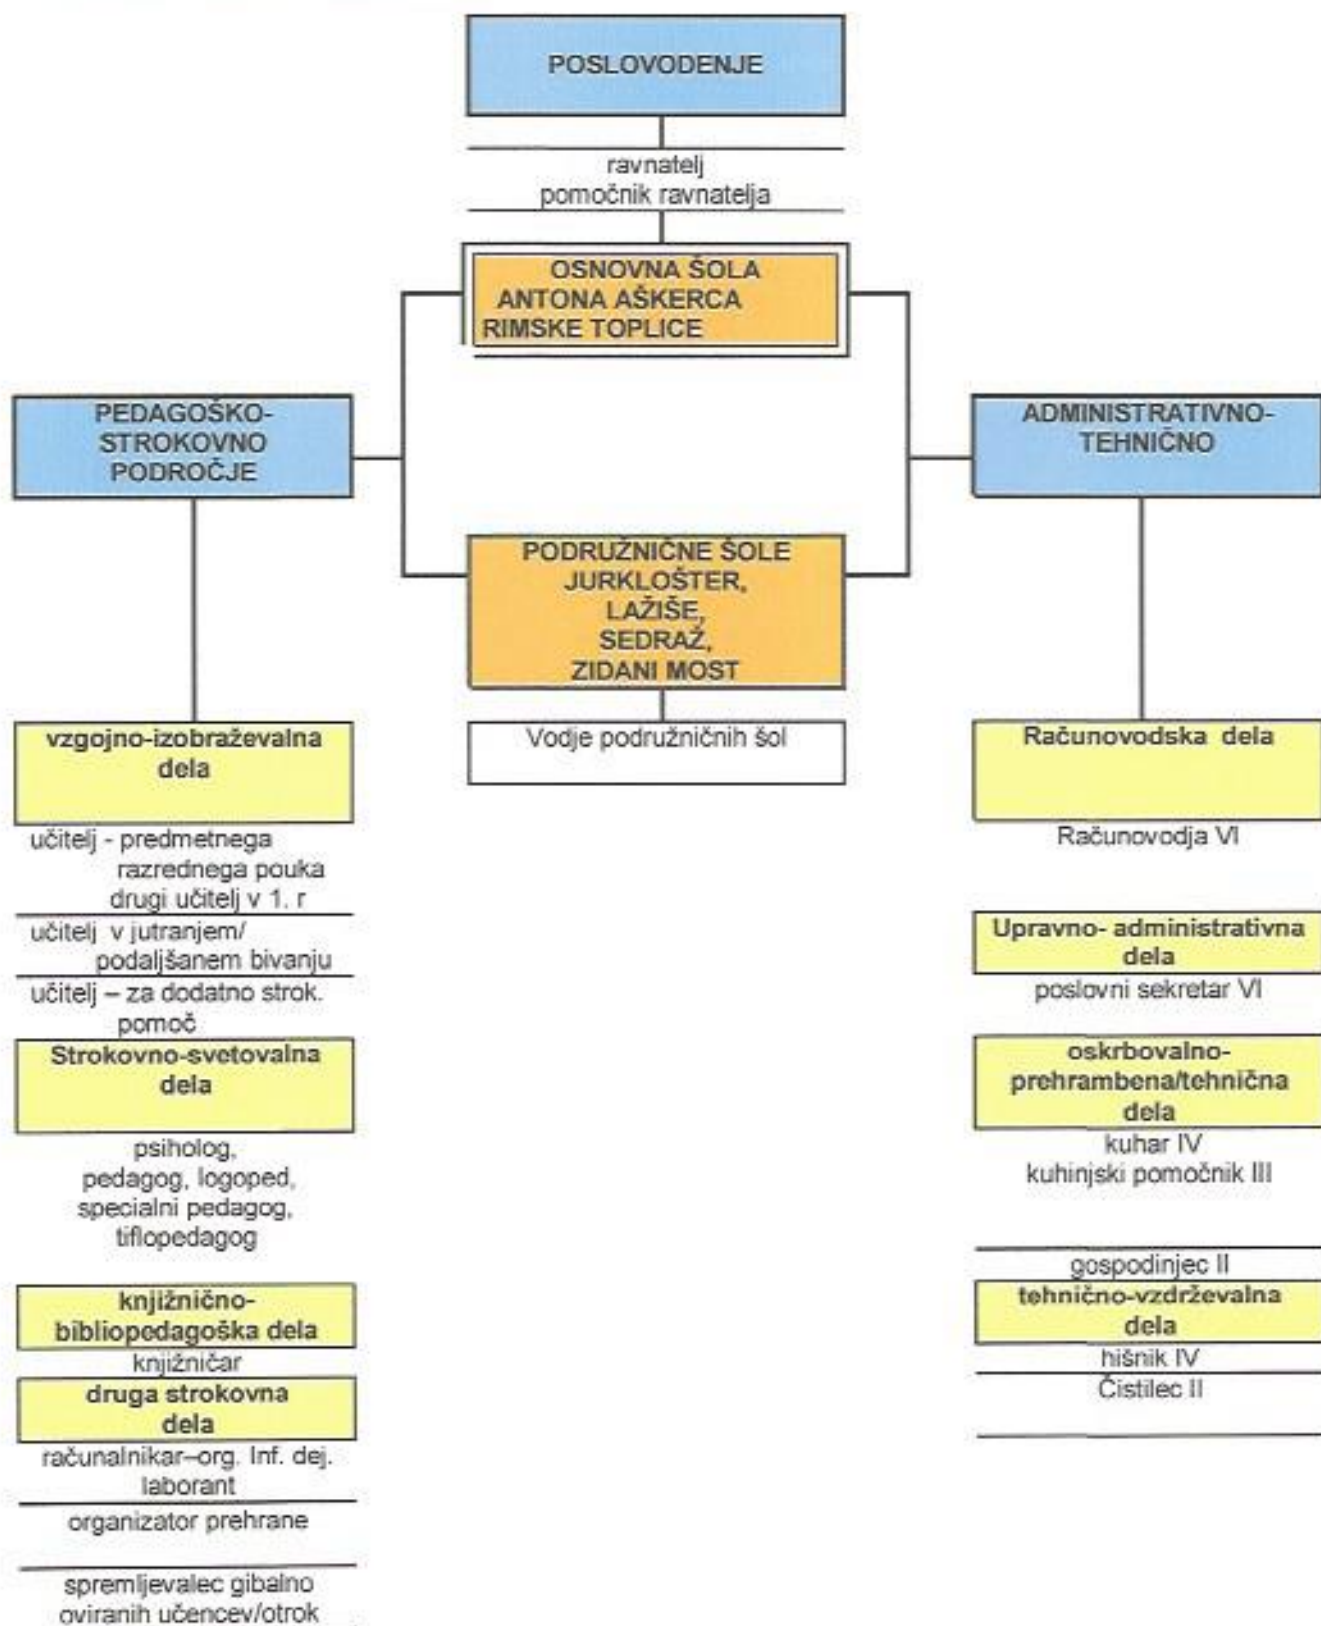 POSLOVODENJE
ravnatelj
pomočnik ravnatelja
OSNOVNA ŠOLA
ANTONA AŠKERCA
RIMSKE TOPLICE
PEDAGOŠKO-
STROKOVNO
PODROČJE
ADMINISTRATIVNO-
TEHNIČNO
PODRUŽNIČNE ŠOLE
JURKLOŠTER,
LAŽIŠE,
SEDRAŽ,
ZIDANI MOST
Vodje podružničnih šol
vzgojno-izobraževalna
dela
učitelj - predmetnega
razrednega pouka
drugi učitelj v 1. r
učitelj v jutranjem/
podaljšanem bivanju
učitelj – za dodatno strok.
pomoč
Strokovno-svetovalna
dela
psiholog,
pedagog, logoped,
specialni pedagog,
tiflopedagog
knjižnično-
bibliopedagoška dela
knjižničar
druga strokovna
dela
računalnikar–org. Inf. dej.
laborant
organizator prehrane
spremljevalec gibalno
oviranih učencev/otrok
Računovodska dela
Računovodja VI
Upravno- administrativna
dela
poslovni sekretar VI
oskrbovalno-
prehrambena/tehnična
dela
kuhar IV
kuhinjski pomočnik III
gospodinjec II
tehnično-vzdrževalna
dela
hišnik IV
Čistilec II